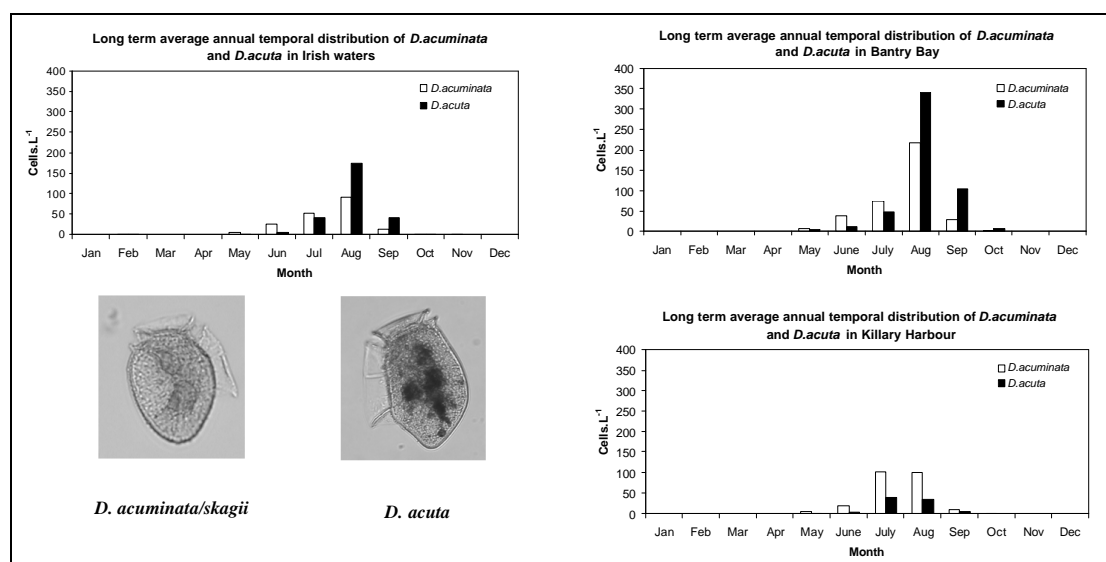 Long term average annual temporal distribution of D.acuminata
and D.acuta in Irish waters
400
350
300
250
200
150
100
50
0
Cells.L-1
D.acuminata
D.acuta
Jan Feb Mar Apr May Jun Jul Aug Sep Oct Nov Dec
Month
D. acuminata/skagii
D. acuta
Long term average annual temporal distribution of D.acuminata
and D.acuta in Bantry Bay
400
350
300
250
200
150
100
50
0
Cells.L-1
D.acuminata
D.acuta
Jan Feb Mar Apr May June July Aug Sep Oct Nov Dec
Month
Long term average annual temporal distribution of D.acuminata
and D.acuta in Killary Harbour
400
350
300
250
200
150
100
50
0
Cells.L-1
D.acuminata
D.acuta
Jan Feb Mar Apr May June July Aug Sep Oct Nov Dec
Month